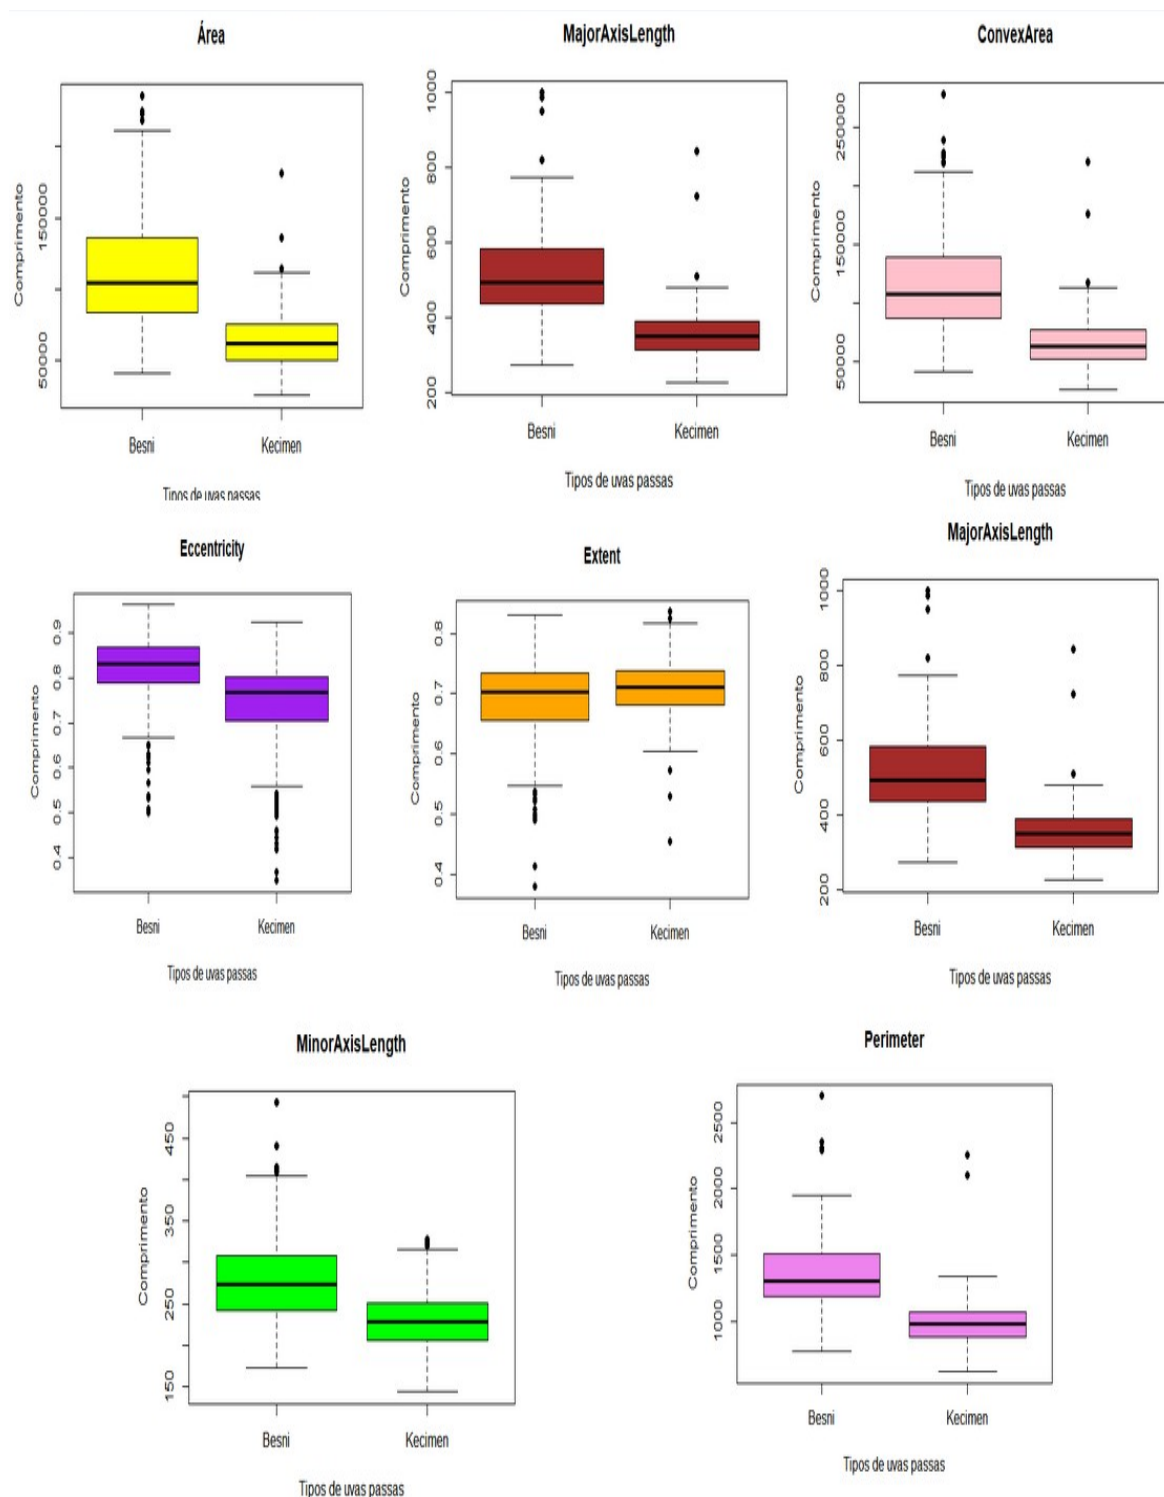 Área
MajorAxisLength
ConvexArea
Comprimento
50000
150000
Besni
Kecimen
Tipos de uvas passas
Comprimento
200
400
600
800
1000
Besni
Kecimen
Tipos de uvas passas
Comprimento
50000
150000
250000
Besni
Kecimen
Tipos de uvas passas
Eccentricity
Extent
MajorAxisLength
Comprimento
0.4
0.5
0.6
0.7
0.8
0.9
Besni
Kecimen
Tipos de uvas passas
Comprimento
0.4
0.5
0.6
0.7
0.8
Besni
Kecimen
Tipos de uvas passas
Comprimento
200
400
600
800
1000
Besni
Kecimen
Tipos de uvas passas
MinorAxisLength
Perimeter
Comprimento
150
250
350
450
Besni
Kecimen
Tipos de uvas passas
Comprimento
1000
1500
2000
2500
Besni
Kecimen
Tipos de uvas passas